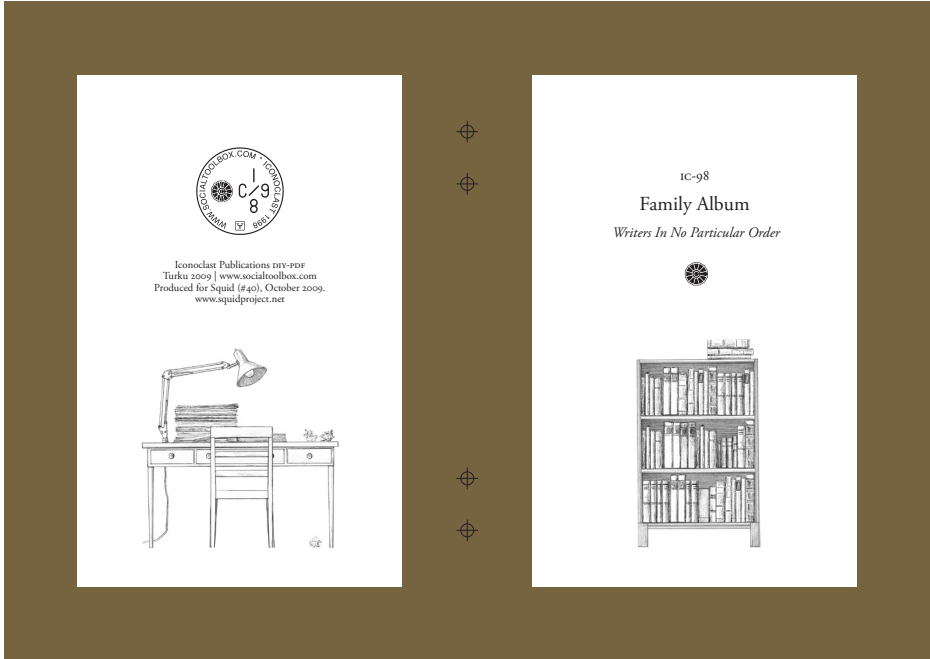 WWW.SOCIALTOOLBOX.COM * ICONOCLAST 1998
I
C/9
8
Iconoclast Publications DIY-PDF
Turku 2009 | www.socialtoolbox.com
Produced for Squid (#40), October 2009.
www.squidproject.net
IC-98
Family Album
Writers In No Particular Order